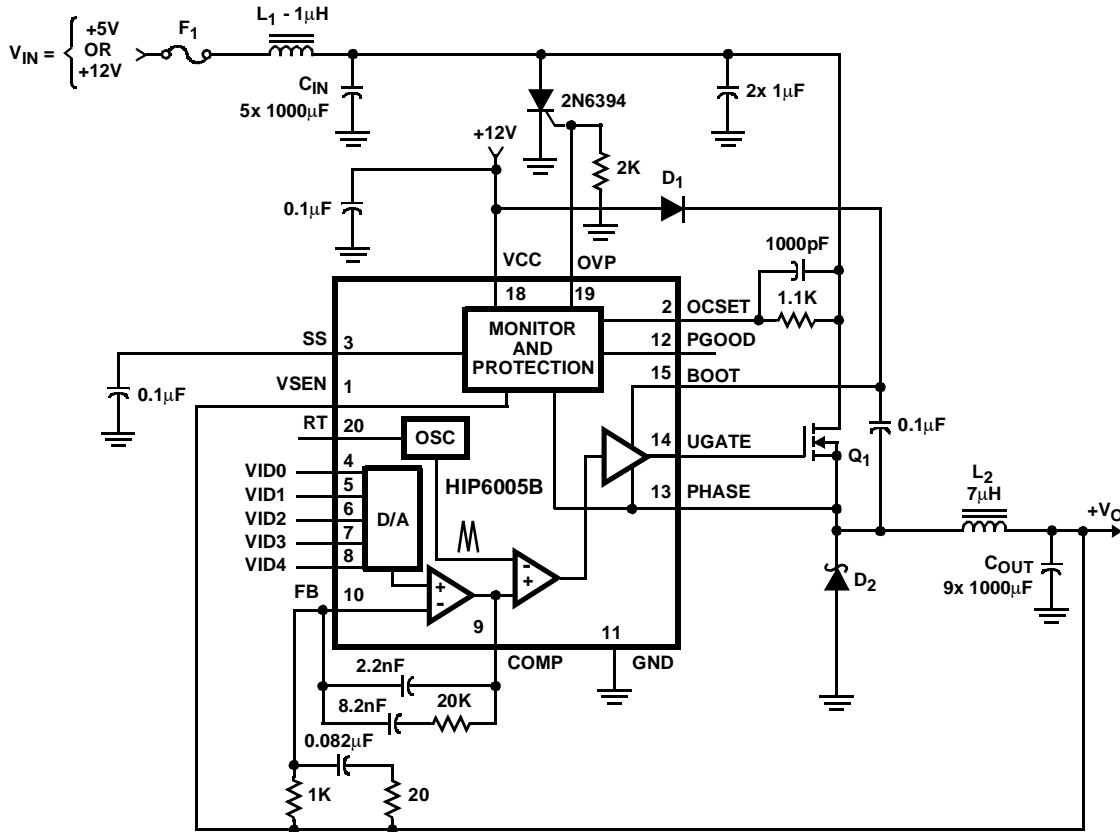 V_IN =
+5V
OR
+12V
F1
L1 - 1μH
C_IN
5x 1000μF
2N6394
2x 1μF
+12V
2K
D1
0.1μF
1000pF
VCC
OVP
18
19
2
OCSET
1.1K
MONITOR
AND
PROTECTION
12
PGOOD
SS
3
15
BOOT
VSEN
1
0.1μF
RT
20
OSC
0.1μF
14
UGATE
Q1
VID0
4
VID1
5
HIP6005B
13
PHASE
L2
7μH
VID2
6
D/A
+V_O
VID3
7
VID4
8
-
+
D2
C_OUT
9x 1000μF
FB
10
+
-
9
11
COMP
GND
2.2nF
8.2nF
20K
0.082μF
1K
20